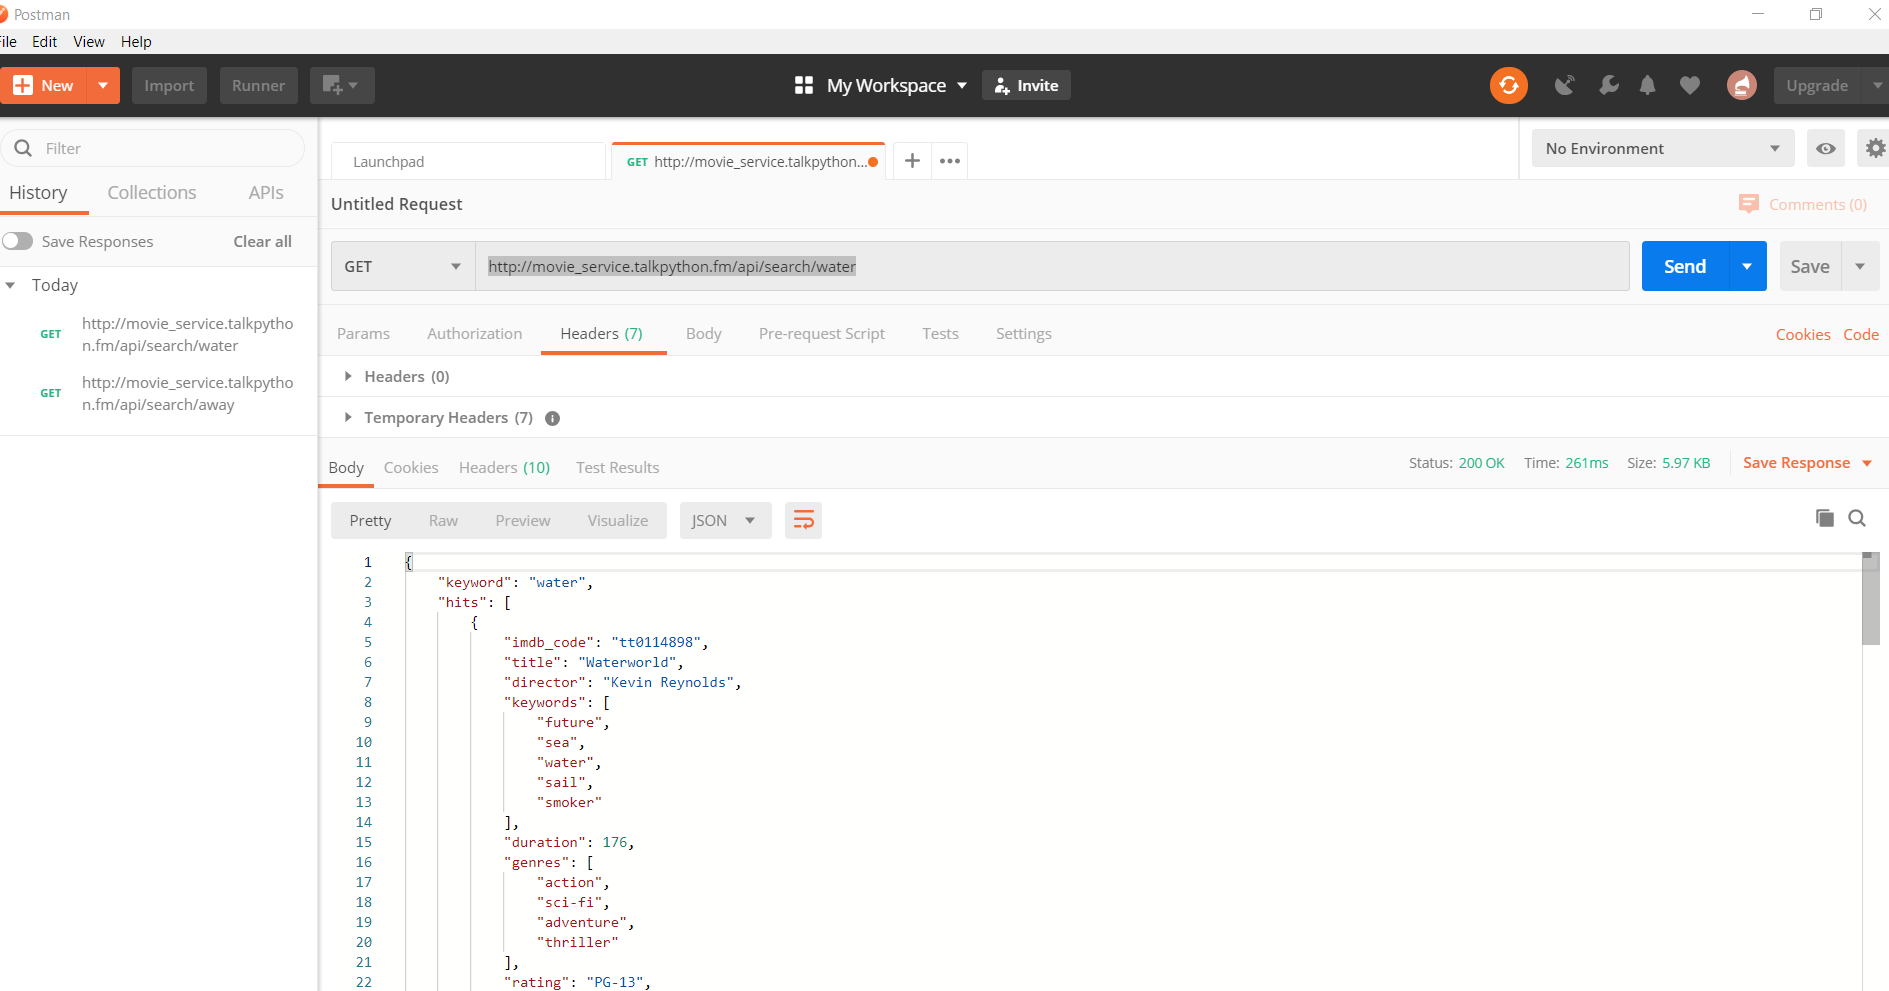 Postman
File Edit View Help
New Import Runner My Workspace Invite Upgrade
Filter
History Collections APIs
Save Responses Clear all
Today
GET http://movie_service.talkpytho
n.fm/api/search/water
GET http://movie_service.talkpytho
n.fm/api/search/away
Launchpad GET http://movie_service.talkpython... No Environment
Untitled Request Comments (0)
GET http://movie_service.talkpython.fm/api/search/water Send Save
Params Authorization Headers (7) Body Pre-request Script Tests Settings Cookies Code
Headers (0)
Temporary Headers (7)
Body Cookies Headers (10) Test Results Status: 200 OK Time: 261ms Size: 5.97 KB Save Response
Pretty Raw Preview Visualize JSON
1 {
2 "keyword": "water",
3 "hits": [
4 {
5 "imdb_code": "tt0114898",
6 "title": "Waterworld",
7 "director": "Kevin Reynolds",
8 "keywords": [
9 "future",
10 "sea",
11 "water",
12 "sail",
13 "smoker"
14 ],
15 "duration": 176,
16 "genres": [
17 "action",
18 "sci-fi",
19 "adventure",
20 "thriller"
21 ],
22 "rating": "PG-13",